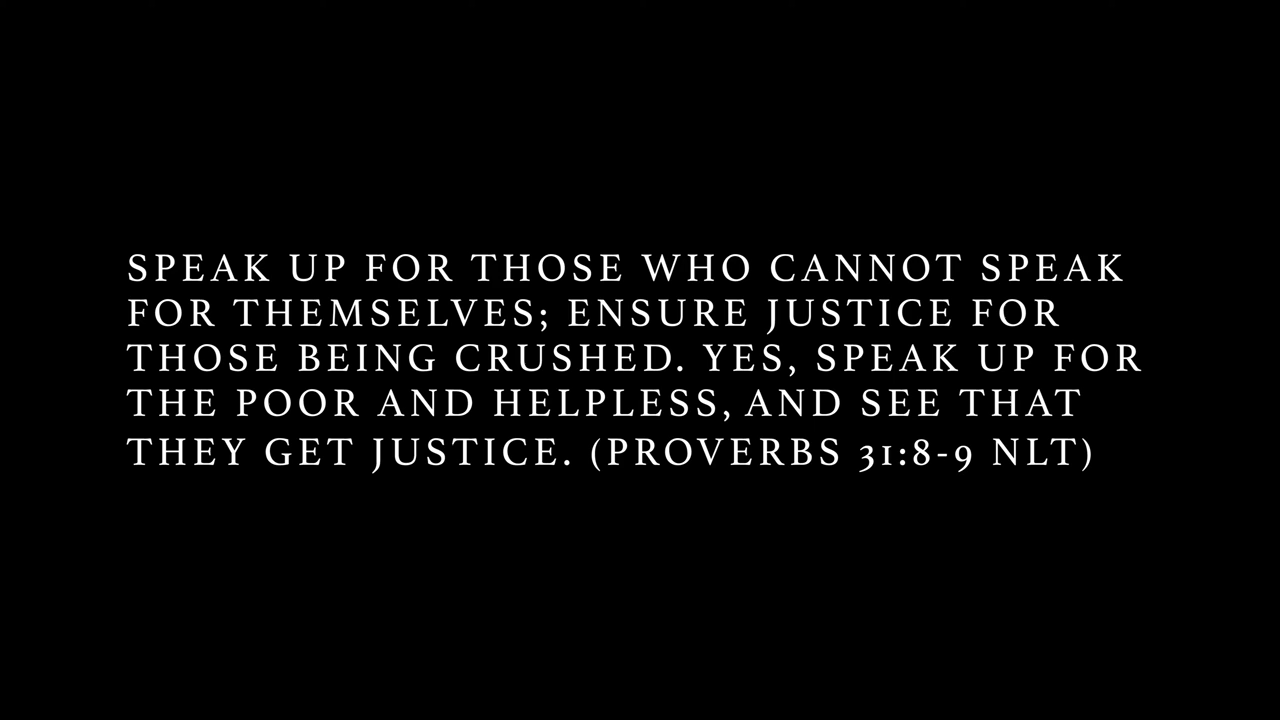 SPEAK UP FOR THOSE WHO CANNOT SPEAK
FOR THEMSELVES; ENSURE JUSTICE FOR
THOSE BEING CRUSHED. YES, SPEAK UP FOR
THE POOR AND HELPLESS, AND SEE THAT
THEY GET JUSTICE. (PROVERBS 31:8-9 NLT)